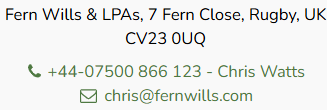 Fern Wills & LPAs, 7 Fern Close, Rugby, UK
CV23 0UQ
+44-07500 866 123 - Chris Watts
chris@fernwills.com